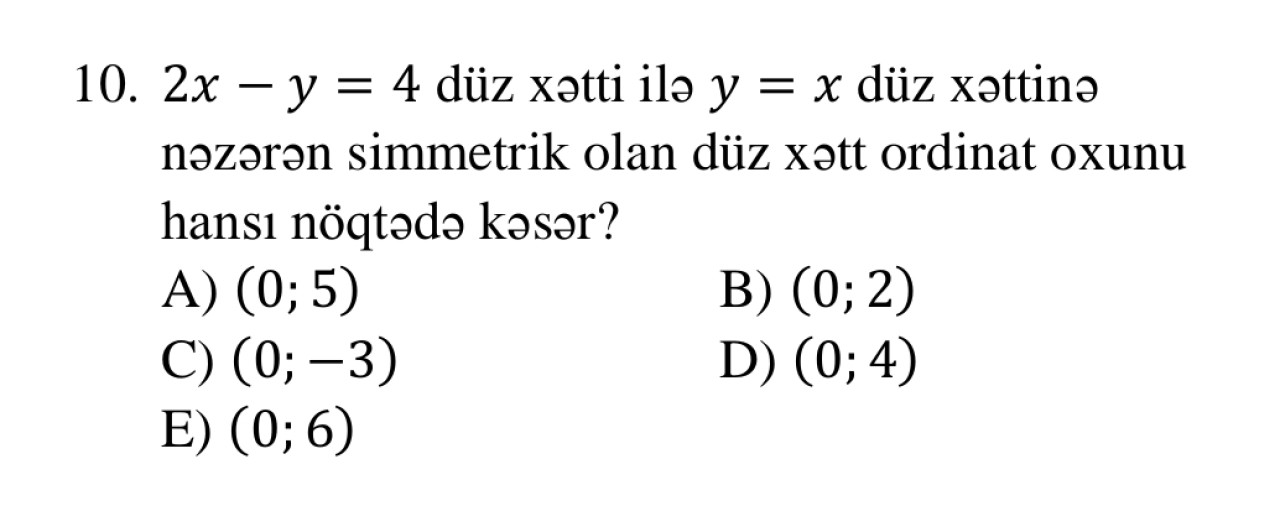 10. 2x − y = 4 düz xətti ilə y = x düz xəttinə
nəzərən simmetrik olan düz xətt ordinat oxunu
hansı nöqtədə kəsər?
A) (0; 5) B) (0; 2)
C) (0; −3) D) (0; 4)
E) (0; 6)